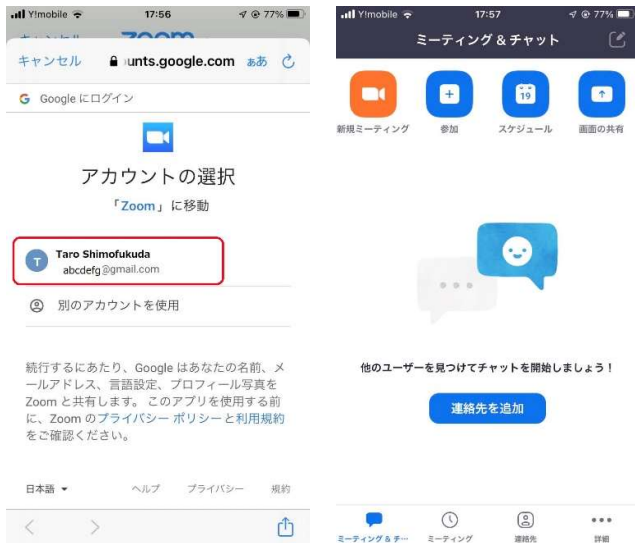 Y!mobile 17:56 77%
キャンセル unts.google.com ああ
G Google にログイン
アカウントの選択
「Zoom」に移動
T Taro Shimofukuda
abcdefg@gmail.com
別のアカウントを使用
続行するにあたり、Google はあなたの名前、メ
ールアドレス、言語設定、プロフィール写真を
Zoom と共有します。このアプリを使用する前
に、Zoom のプライバシー ポリシーと利用規約
をご確認ください。
日本語 ヘルプ プライバシー 規約
Y!mobile 17:57 77%
ミーティング & チャット
19
新規ミーティング 参加 スケジュール 画面の共有
他のユーザーを見つけてチャットを開始しましょう！
連絡先を追加
ミーティング & チ… ミーティング 連絡先 詳細